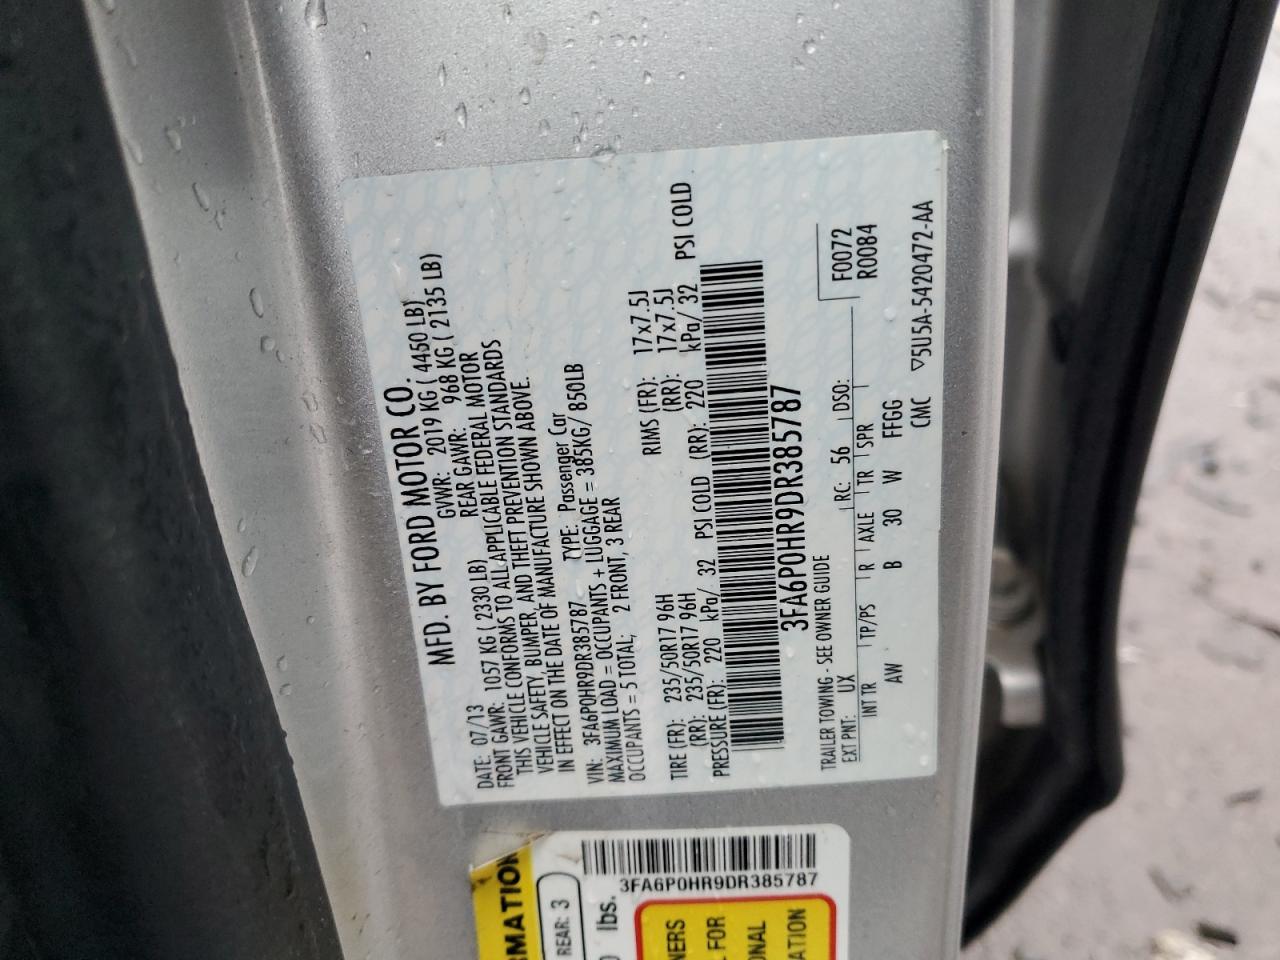 MFD. BY FORD MOTOR CO.
DATE: 07/13 GVWR: 2019 KG ( 4450 LB)
FRONT GAWR: 1057 KG ( 2330 LB) REAR GAWR: 968 KG ( 2135 LB)
THIS VEHICLE CONFORMS TO ALL APPLICABLE FEDERAL MOTOR
VEHICLE SAFETY, BUMPER, AND THEFT PREVENTION STANDARDS
IN EFFECT ON THE DATE OF MANUFACTURE SHOWN ABOVE.
VIN: 3FA6P0HR9DR385787 TYPE: Passenger Car
MAXIMUM LOAD = OCCUPANTS + LUGGAGE = 385KG/ 850LB
OCCUPANTS = 5 TOTAL; 2 FRONT, 3 REAR
TIRE (FR): 235/50R17 96H RIMS (FR): 17x7.5J
(RR): 235/50R17 96H (RR): 17x7.5J
PRESSURE (FR): 220 kPa/ 32 PSI COLD (RR): 220 kPa/ 32 PSI COLD
3FA6P0HR9DR385787
TRAILER TOWING - SEE OWNER GUIDE
F0072
R0084
EXT PNT: UX RC: 56 DSO:
INT TR TP/PS R AXLE TR SPR
AW B 30 W FFGG
CMC ▽5U5A-5420472-AA
3FA6P0HR9DR385787
RMATION
REAR: 3
0 lbs.
NERS
L FOR
ONAL
ATION